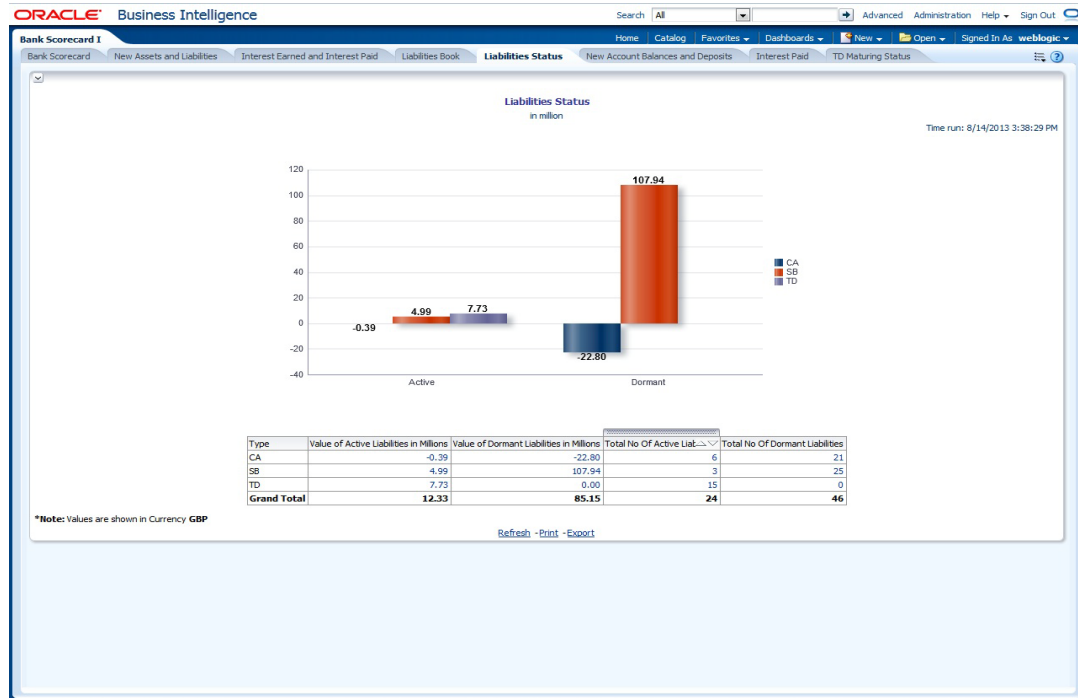 ORACLE Business Intelligence
Search All Advanced Administration Help Sign Out
Bank Scorecard I
Home Catalog Favorites Dashboards New Open Signed In As weblogic
Bank Scorecard New Assets and Liabilities Interest Earned and Interest Paid Liabilities Book Liabilities Status New Account Balances and Deposits Interest Paid TD Maturing Status
Liabilities Status
in million
Time run: 8/14/2013 3:38:29 PM
120
100
80
60
40
20
0
-20
-40
-0.39
4.99
7.73
-22.80
107.94
Active
Dormant
CA
SB
TD
Type Value of Active Liabilities in Millions Value of Dormant Liabilities in Millions Total No Of Active Liab Total No Of Dormant Liabilities
CA -0.39 -22.80 6 21
SB 4.99 107.94 3 25
TD 7.73 0.00 15 0
Grand Total 12.33 85.15 24 46
*Note: Values are shown in Currency GBP
Refresh - Print - Export